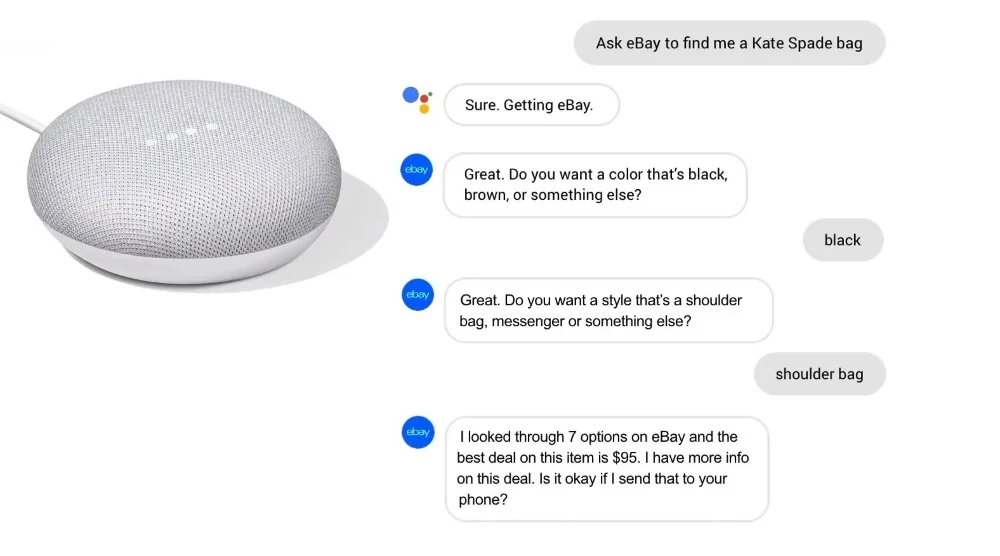 Ask eBay to find me a Kate Spade bag
Sure. Getting eBay.
ebay
Great. Do you want a color that's black,
brown, or something else?
black
ebay
Great. Do you want a style that's a shoulder
bag, messenger or something else?
shoulder bag
ebay
I looked through 7 options on eBay and the
best deal on this item is $95. I have more info
on this deal. Is it okay if I send that to your
phone?